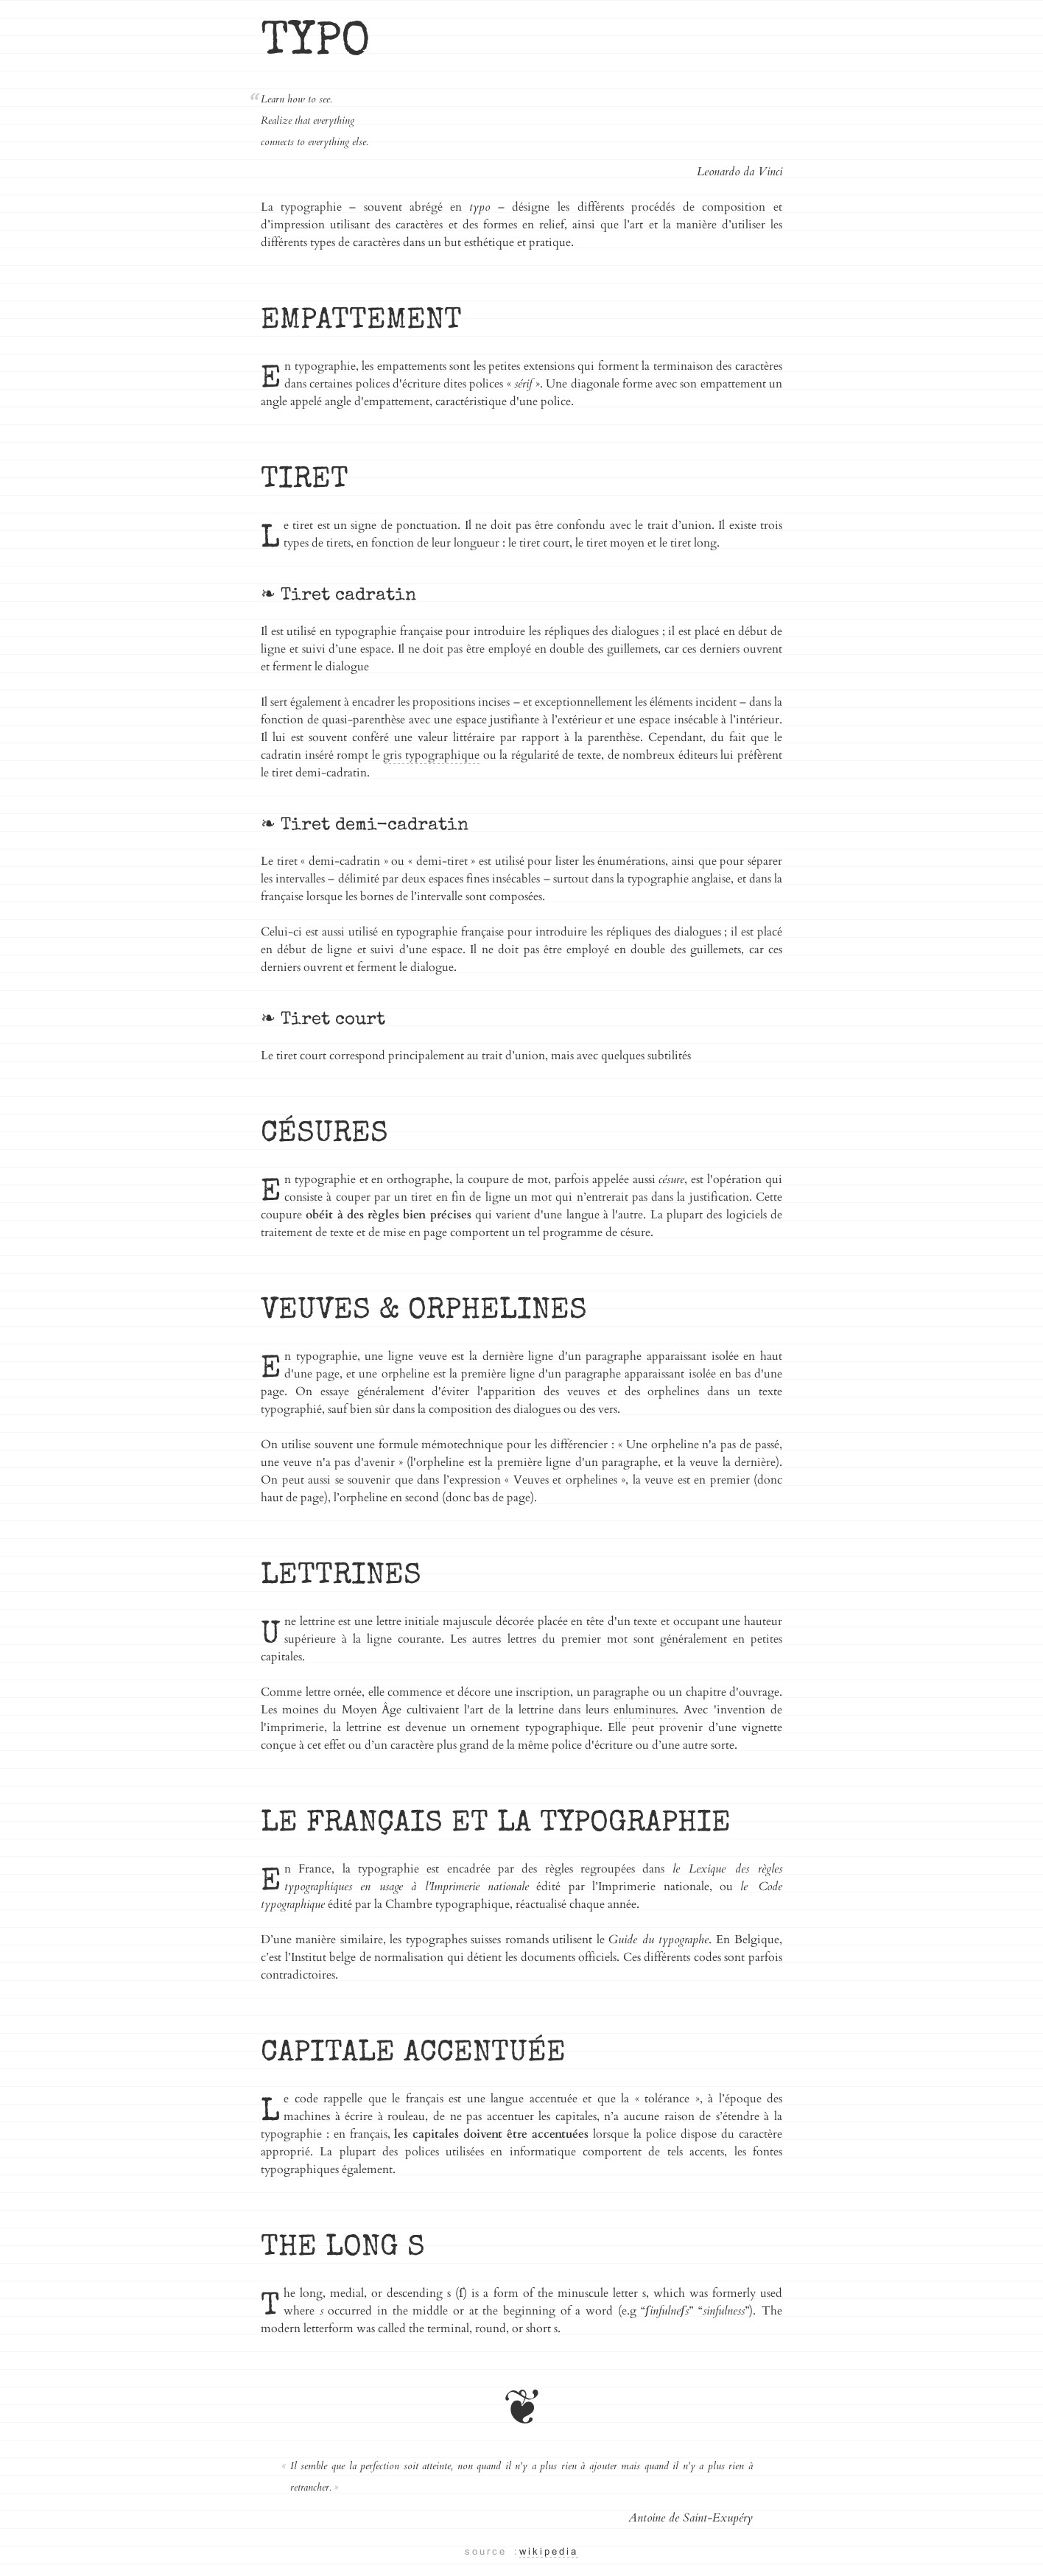 TYPO
“ Learn how to see.
Realize that everything
connects to everything else.
Leonardo da Vinci
La typographie – souvent abrégé en typo – désigne les différents procédés de composition et
d’impression utilisant des caractères et des formes en relief, ainsi que l’art et la manière d’utiliser les
différents types de caractères dans un but esthétique et pratique.
EMPATTEMENT
En typographie, les empattements sont les petites extensions qui forment la terminaison des caractères
dans certaines polices d'écriture dites polices « sérif ». Une diagonale forme avec son empattement un
angle appelé angle d'empattement, caractéristique d'une police.
TIRET
Le tiret est un signe de ponctuation. Il ne doit pas être confondu avec le trait d’union. Il existe trois
types de tirets, en fonction de leur longueur : le tiret court, le tiret moyen et le tiret long.
❧ Tiret cadratin
Il est utilisé en typographie française pour introduire les répliques des dialogues ; il est placé en début de
ligne et suivi d’une espace. Il ne doit pas être employé en double des guillemets, car ces derniers ouvrent
et ferment le dialogue
Il sert également à encadrer les propositions incises – et exceptionnellement les éléments incident – dans la
fonction de quasi-parenthèse avec une espace justifiante à l’extérieur et une espace insécable à l’intérieur.
Il lui est souvent conféré une valeur littéraire par rapport à la parenthèse. Cependant, du fait que le
cadratin inséré rompt le gris typographique ou la régularité de texte, de nombreux éditeurs lui préfèrent
le tiret demi-cadratin.
❧ Tiret demi-cadratin
Le tiret « demi-cadratin » ou « demi-tiret » est utilisé pour lister les énumérations, ainsi que pour séparer
les intervalles – délimité par deux espaces fines insécables – surtout dans la typographie anglaise, et dans la
française lorsque les bornes de l’intervalle sont composées.
Celui-ci est aussi utilisé en typographie française pour introduire les répliques des dialogues ; il est placé
en début de ligne et suivi d’une espace. Il ne doit pas être employé en double des guillemets, car ces
derniers ouvrent et ferment le dialogue.
❧ Tiret court
Le tiret court correspond principalement au trait d’union, mais avec quelques subtilités
CÉSURES
En typographie et en orthographe, la coupure de mot, parfois appelée aussi césure, est l'opération qui
consiste à couper par un tiret en fin de ligne un mot qui n’entrerait pas dans la justification. Cette
coupure obéit à des règles bien précises qui varient d'une langue à l'autre. La plupart des logiciels de
traitement de texte et de mise en page comportent un tel programme de césure.
VEUVES & ORPHELINES
En typographie, une ligne veuve est la dernière ligne d'un paragraphe apparaissant isolée en haut
d'une page, et une orpheline est la première ligne d'un paragraphe apparaissant isolée en bas d'une
page. On essaye généralement d'éviter l'apparition des veuves et des orphelines dans un texte
typographié, sauf bien sûr dans la composition des dialogues ou des vers.
On utilise souvent une formule mémotechnique pour les différencier : « Une orpheline n'a pas de passé,
une veuve n'a pas d'avenir » (l'orpheline est la première ligne d'un paragraphe, et la veuve la dernière).
On peut aussi se souvenir que dans l’expression « Veuves et orphelines », la veuve est en premier (donc
haut de page), l’orpheline en second (donc bas de page).
LETTRINES
Une lettrine est une lettre initiale majuscule décorée placée en tête d'un texte et occupant une hauteur
supérieure à la ligne courante. Les autres lettres du premier mot sont généralement en petites
capitales.
Comme lettre ornée, elle commence et décore une inscription, un paragraphe ou un chapitre d'ouvrage.
Les moines du Moyen Âge cultivaient l'art de la lettrine dans leurs enluminures. Avec 'invention de
l'imprimerie, la lettrine est devenue un ornement typographique. Elle peut provenir d’une vignette
conçue à cet effet ou d’un caractère plus grand de la même police d'écriture ou d’une autre sorte.
LE FRANÇAIS ET LA TYPOGRAPHIE
En France, la typographie est encadrée par des règles regroupées dans le Lexique des règles
typographiques en usage à l’Imprimerie nationale édité par l’Imprimerie nationale, ou le Code
typographique édité par la Chambre typographique, réactualisé chaque année.
D’une manière similaire, les typographes suisses romands utilisent le Guide du typographe. En Belgique,
c’est l’Institut belge de normalisation qui détient les documents officiels. Ces différents codes sont parfois
contradictoires.
CAPITALE ACCENTUÉE
Le code rappelle que le français est une langue accentuée et que la « tolérance », à l’époque des
machines à écrire à rouleau, de ne pas accentuer les capitales, n’a aucune raison de s’étendre à la
typographie : en français, les capitales doivent être accentuées lorsque la police dispose du caractère
approprié. La plupart des polices utilisées en informatique comportent de tels accents, les fontes
typographiques également.
THE LONG S
The long, medial, or descending s (ſ) is a form of the minuscule letter s, which was formerly used
where s occurred in the middle or at the beginning of a word (e.g “ſinfulneſs” “sinfulness”). The
modern letterform was called the terminal, round, or short s.
❦
« Il semble que la perfection soit atteinte, non quand il n’y a plus rien à ajouter mais quand il n’y a plus rien à
retrancher. »
Antoine de Saint-Exupéry
source :wikipedia